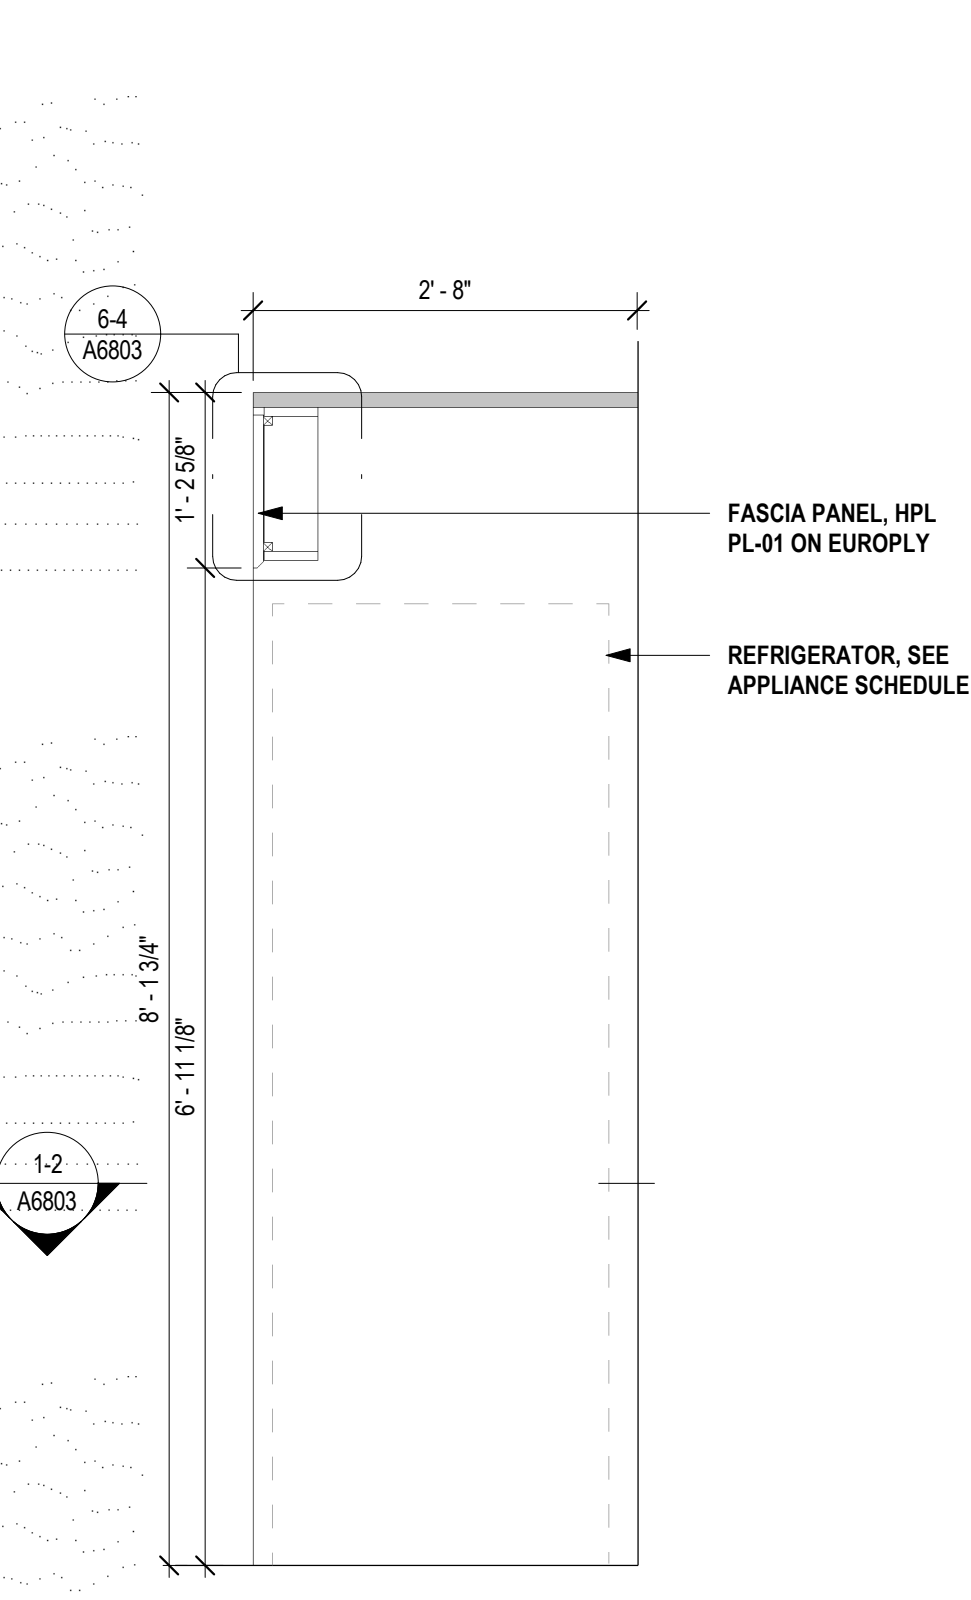 2' - 8"
6-4
A6803
1' - 2 5/8"
FASCIA PANEL, HPL
PL-01 ON EUROPLY
REFRIGERATOR, SEE
APPLIANCE SCHEDULE
8' - 1 3/4"
6' - 11 1/8"
1-2
A6803